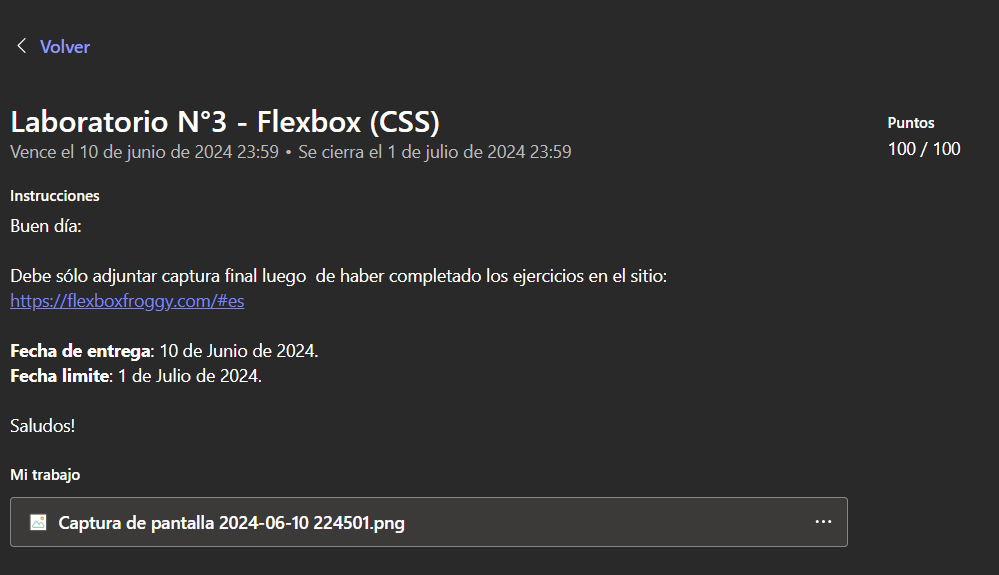 Volver
Laboratorio N°3 - Flexbox (CSS)
Vence el 10 de junio de 2024 23:59 • Se cierra el 1 de julio de 2024 23:59
Puntos
100 / 100
Instrucciones
Buen día:
Debe sólo adjuntar captura final luego  de haber completado los ejercicios en el sitio:
https://flexboxfroggy.com/#es
Fecha de entrega: 10 de Junio de 2024.
Fecha limite: 1 de Julio de 2024.
Saludos!
Mi trabajo
Captura de pantalla 2024-06-10 224501.png